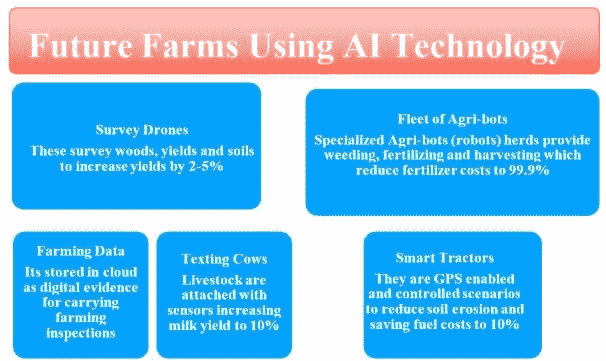 Future Farms Using AI Technology
Survey Drones
These survey woods, yields and soils
to increase yields by 2-5%
Fleet of Agri-bots
Specialized Agri-bots (robots) herds provide
weeding, fertilizing and harvesting which
reduce fertilizer costs to 99.9%
Farming Data
Its stored in cloud
as digital evidence
for carrying
farming
inspections
Texting Cows
Livestock are
attached with
sensors increasing
milk yield to 10%
Smart Tractors
They are GPS enabled
and controlled scenarios
to reduce soil erosion and
saving fuel costs to 10%